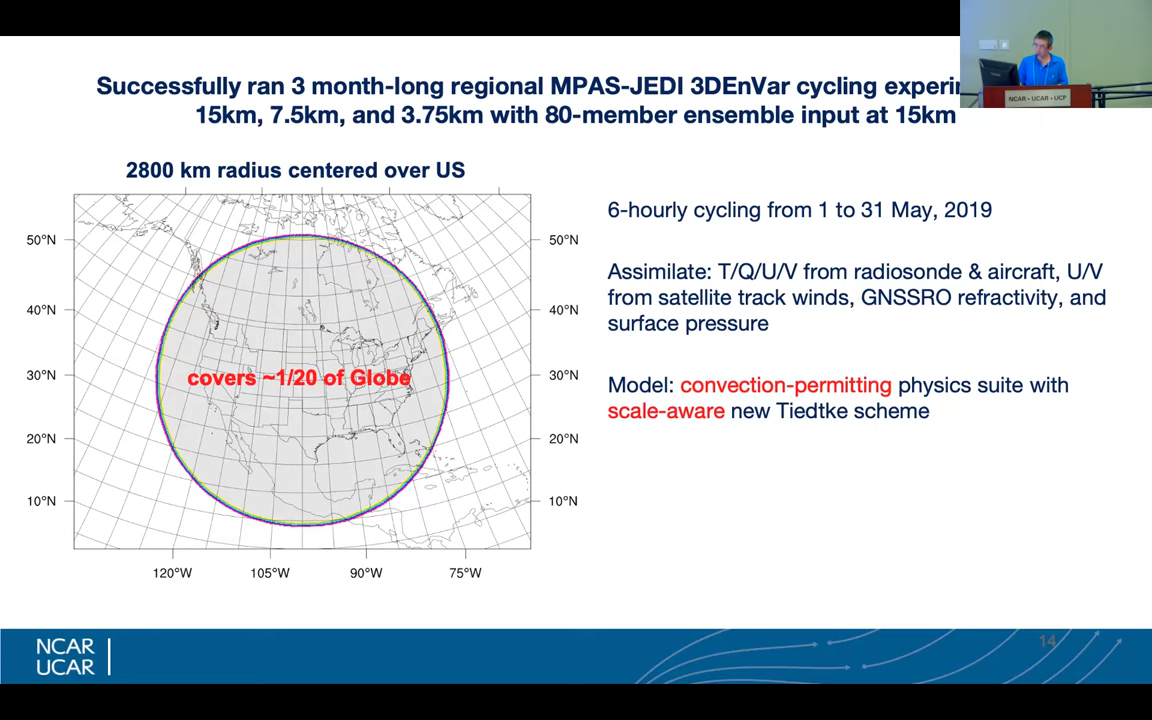 Successfully ran 3 month-long regional MPAS-JEDI 3DEnVar cycling
15km, 7.5km, and 3.75km with 80-member ensemble input at 15km
NCAR • UCAR • UCP
2800 km radius centered over US
50°N
40°N
30°N
20°N
10°N
covers ~1/20 of Globe
50°N
40°N
30°N
20°N
10°N
120°W 105°W 90°W 75°W
6-hourly cycling from 1 to 31 May, 2019
Assimilate: T/Q/U/V from radiosonde & aircraft, U/V
from satellite track winds, GNSSRO refractivity, and
surface pressure
Model: convection-permitting physics suite with
scale-aware new Tiedtke scheme
NCAR
UCAR
14